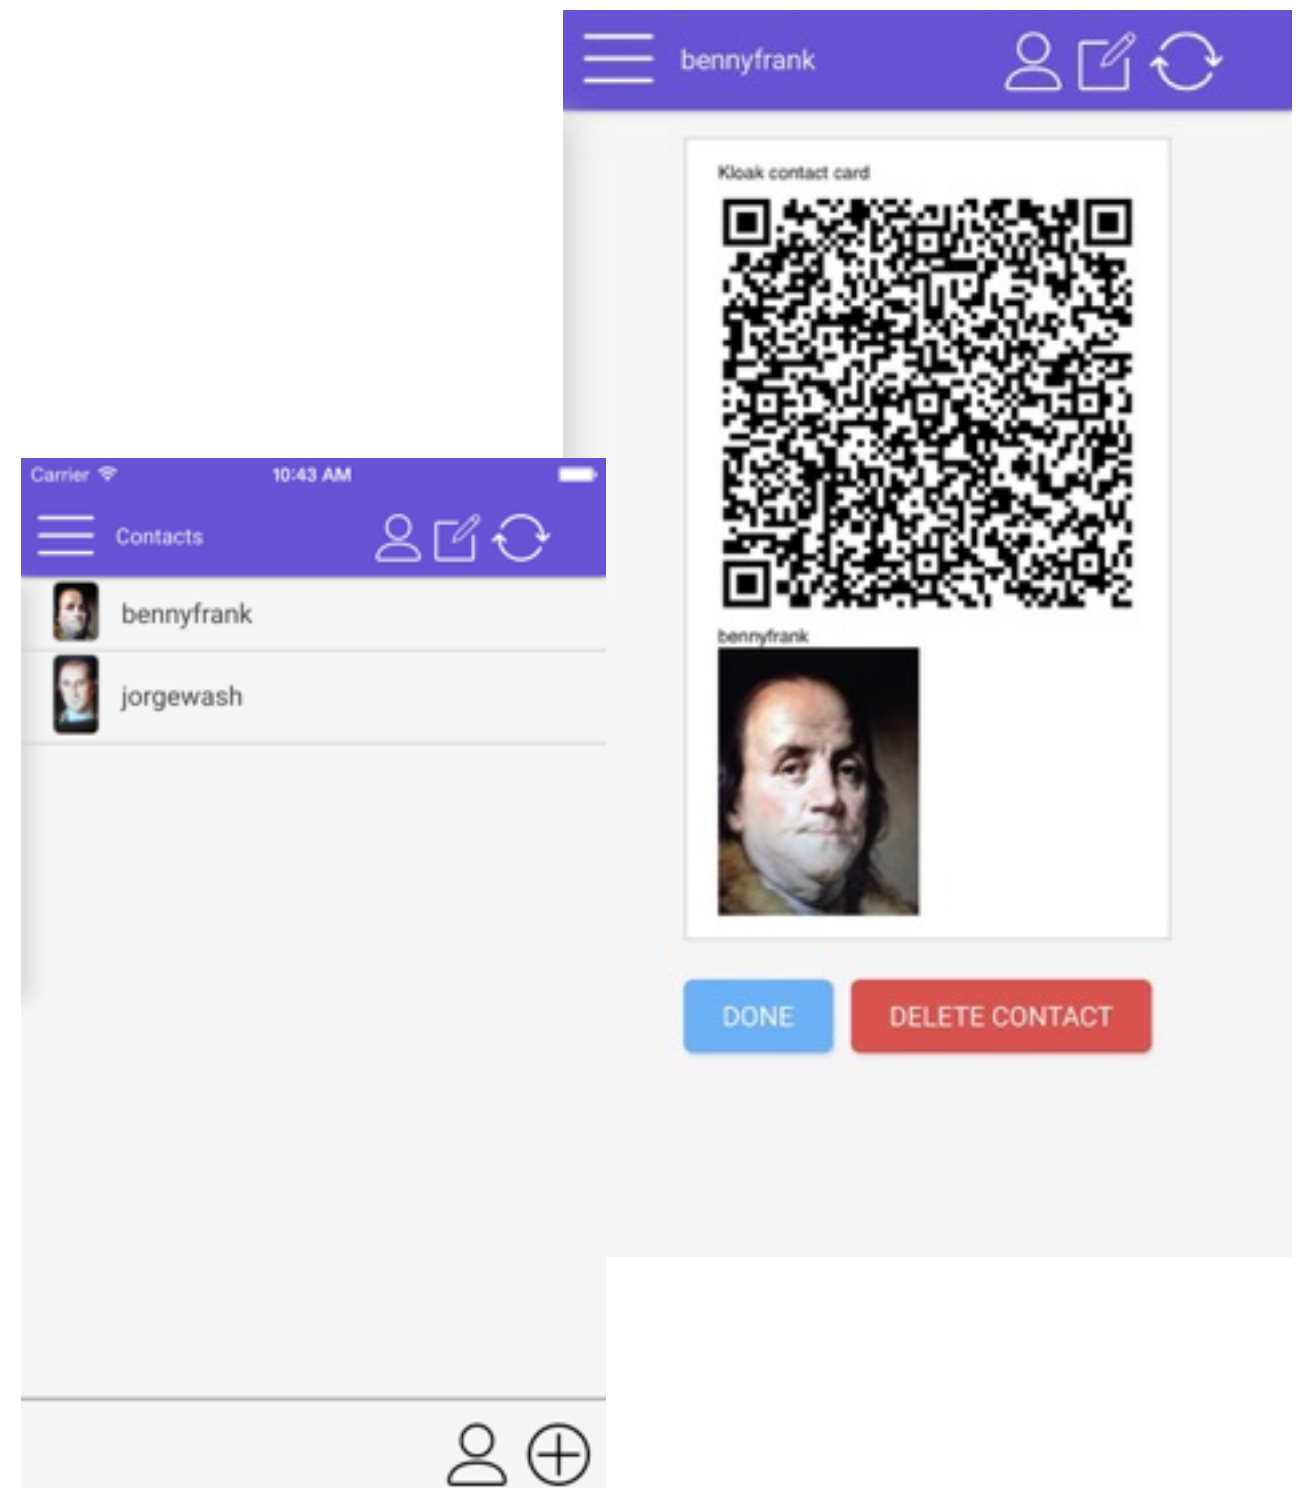 bennyfrank
Kloak contact card
bennyfrank
DONE
DELETE CONTACT
Carrier
10:43 AM
Contacts
bennyfrank
jorgewash